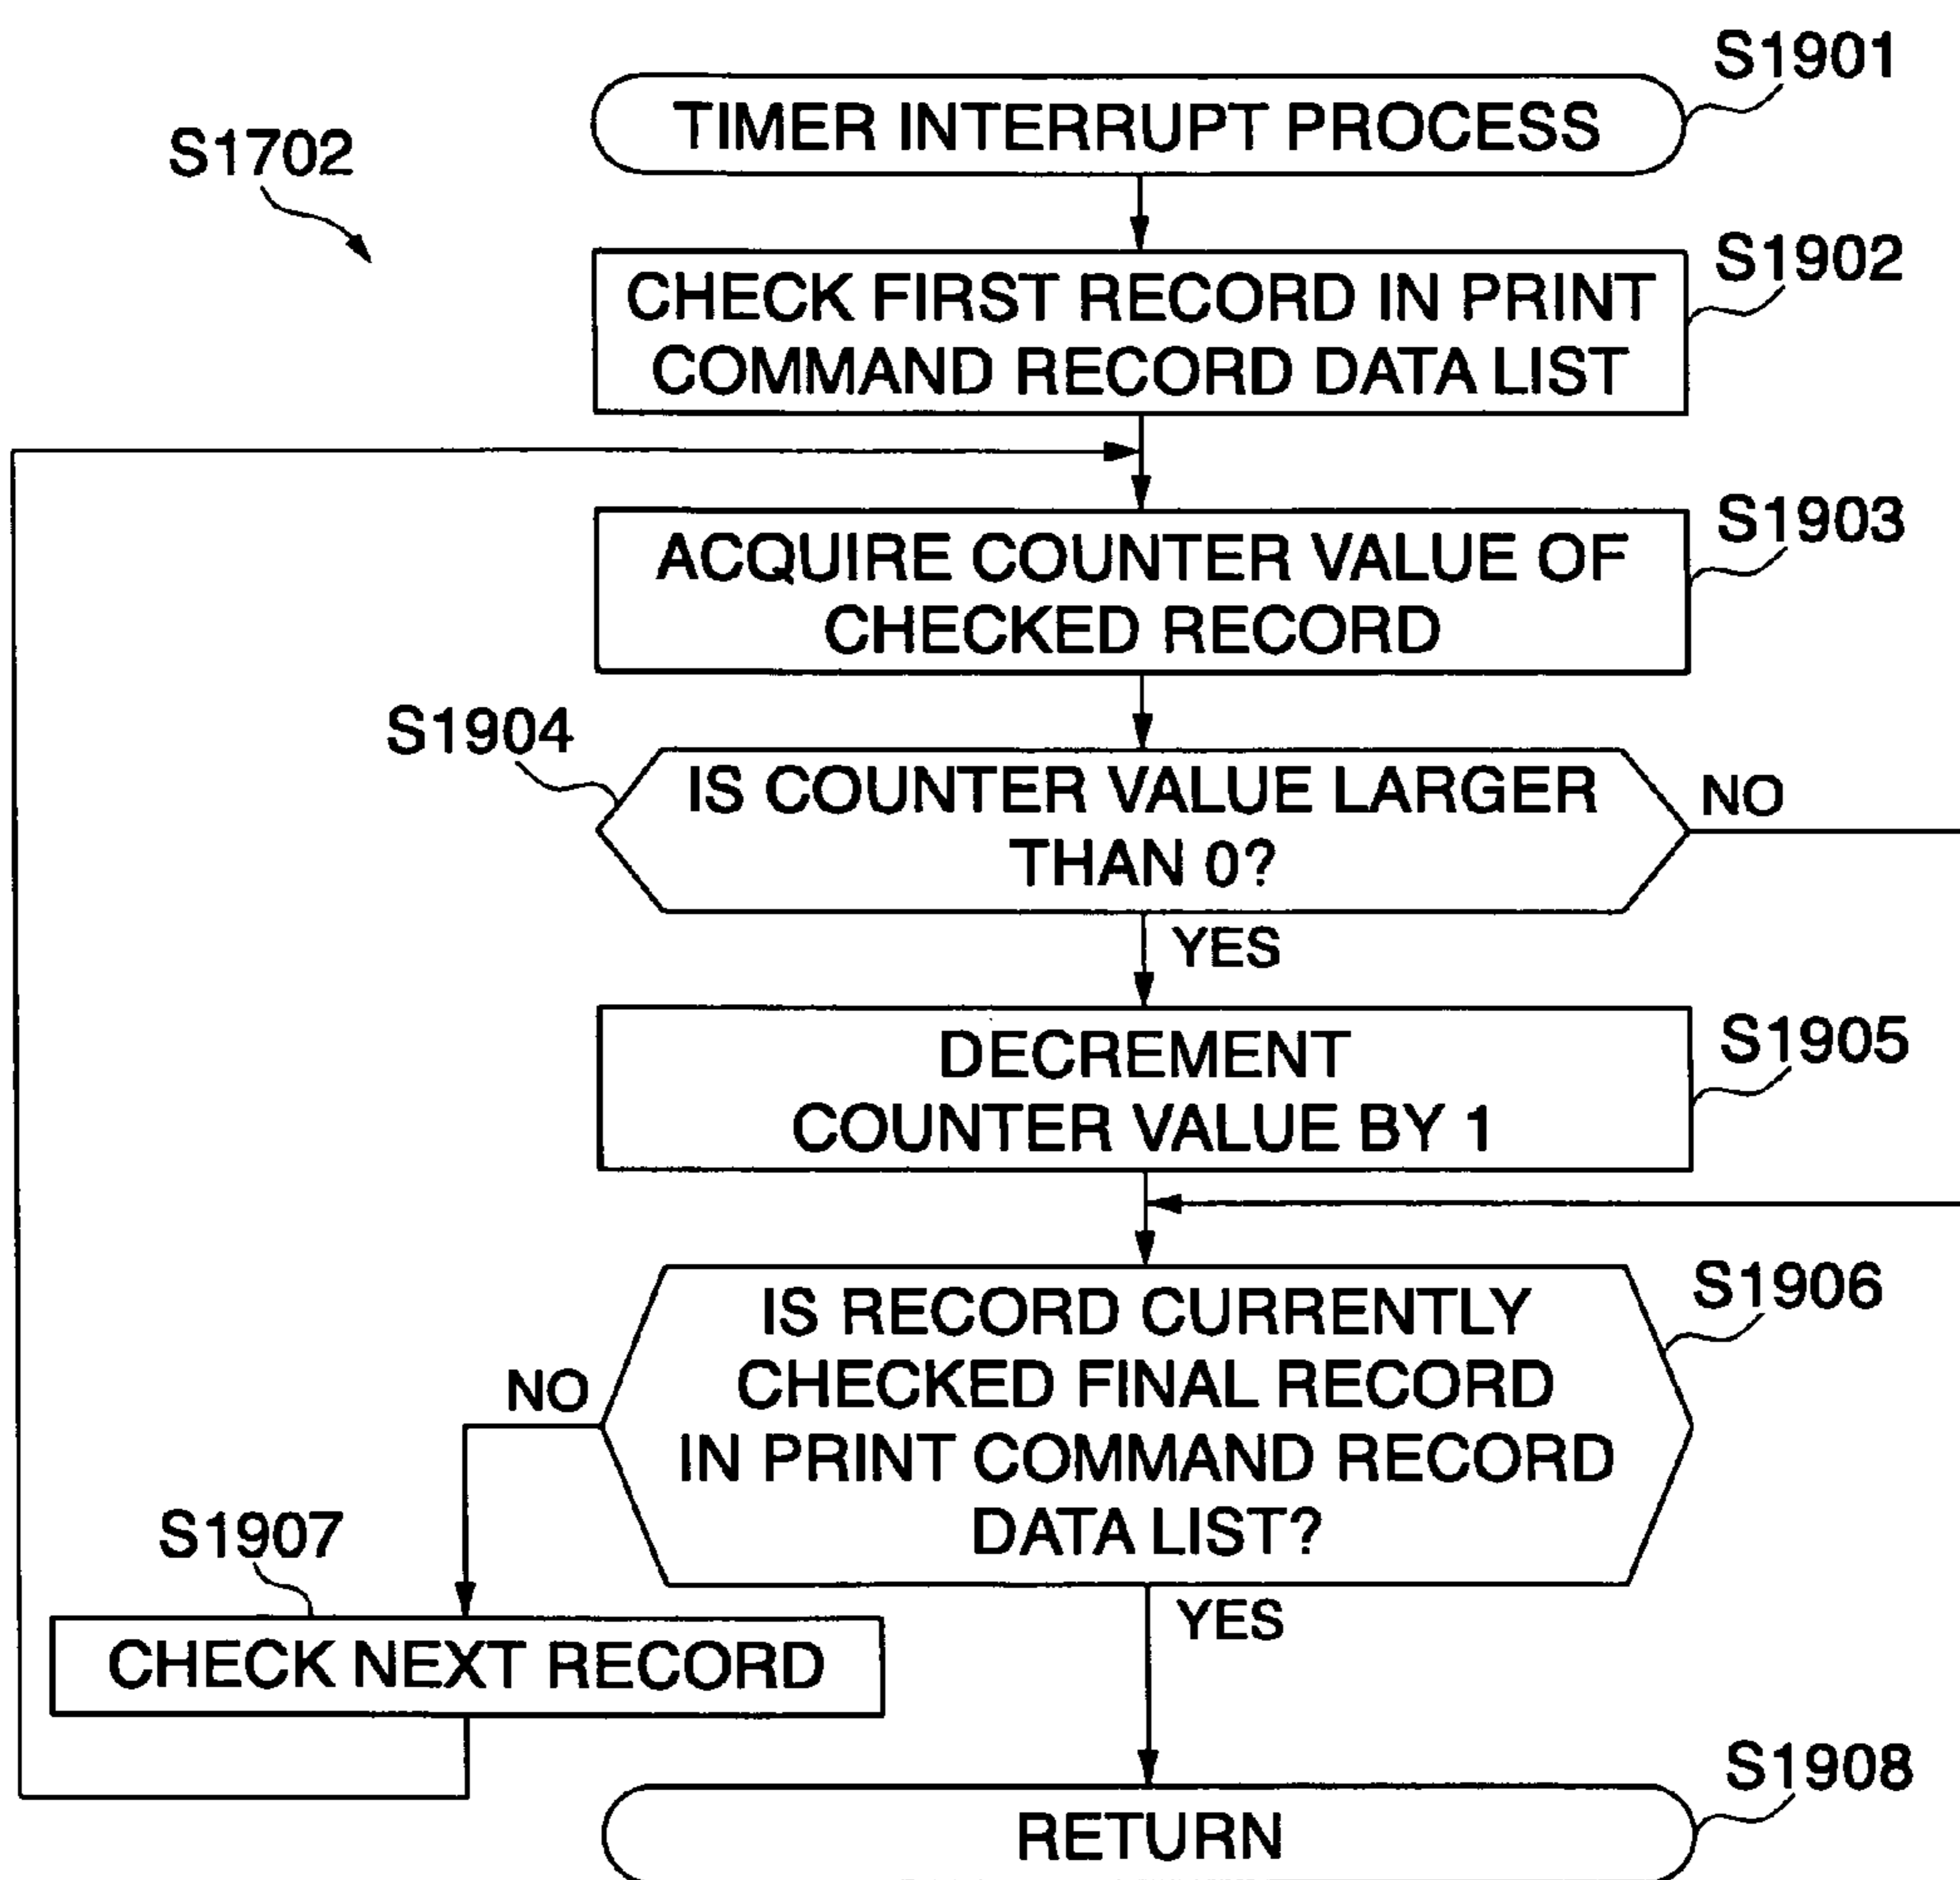 S1901
TIMER INTERRUPT PROCESS
S1702
S1902
CHECK FIRST RECORD IN PRINT
COMMAND RECORD DATA LIST
S1903
ACQUIRE COUNTER VALUE OF
CHECKED RECORD
S1904
IS COUNTER VALUE LARGER
THAN 0?
NO
YES
S1905
DECREMENT
COUNTER VALUE BY 1
S1906
IS RECORD CURRENTLY
CHECKED FINAL RECORD
IN PRINT COMMAND RECORD
DATA LIST?
NO
YES
S1907
CHECK NEXT RECORD
S1908
RETURN